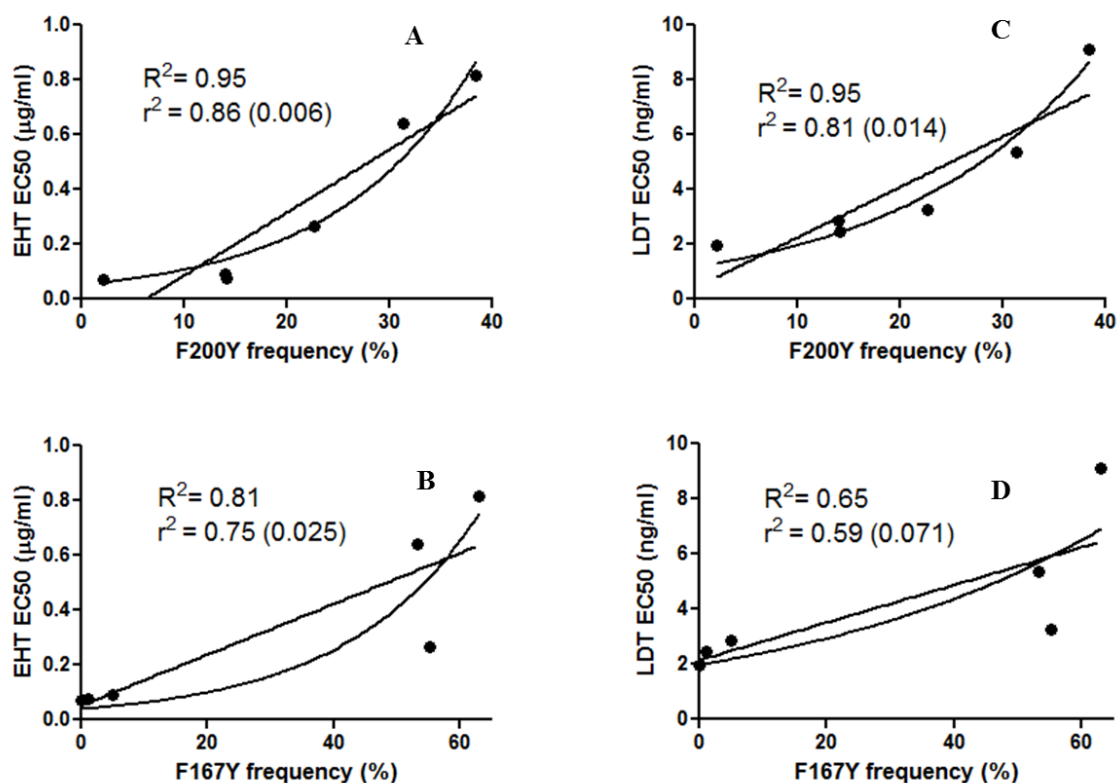 A
R²= 0.95
r² = 0.86 (0.006)
EHT EC50 (µg/ml)
1.0
0.8
0.6
0.4
0.2
0.0
0 10 20 30 40
F200Y frequency (%)
C
R²= 0.95
r² = 0.81 (0.014)
LDT EC50 (ng/ml)
10
8
6
4
2
0
0 10 20 30 40
F200Y frequency (%)
B
R²= 0.81
r² = 0.75 (0.025)
EHT EC50 (µg/ml)
1.0
0.8
0.6
0.4
0.2
0.0
0 20 40 60
F167Y frequency (%)
D
R²= 0.65
r² = 0.59 (0.071)
LDT EC50 (ng/ml)
10
8
6
4
2
0
0 20 40 60
F167Y frequency (%)